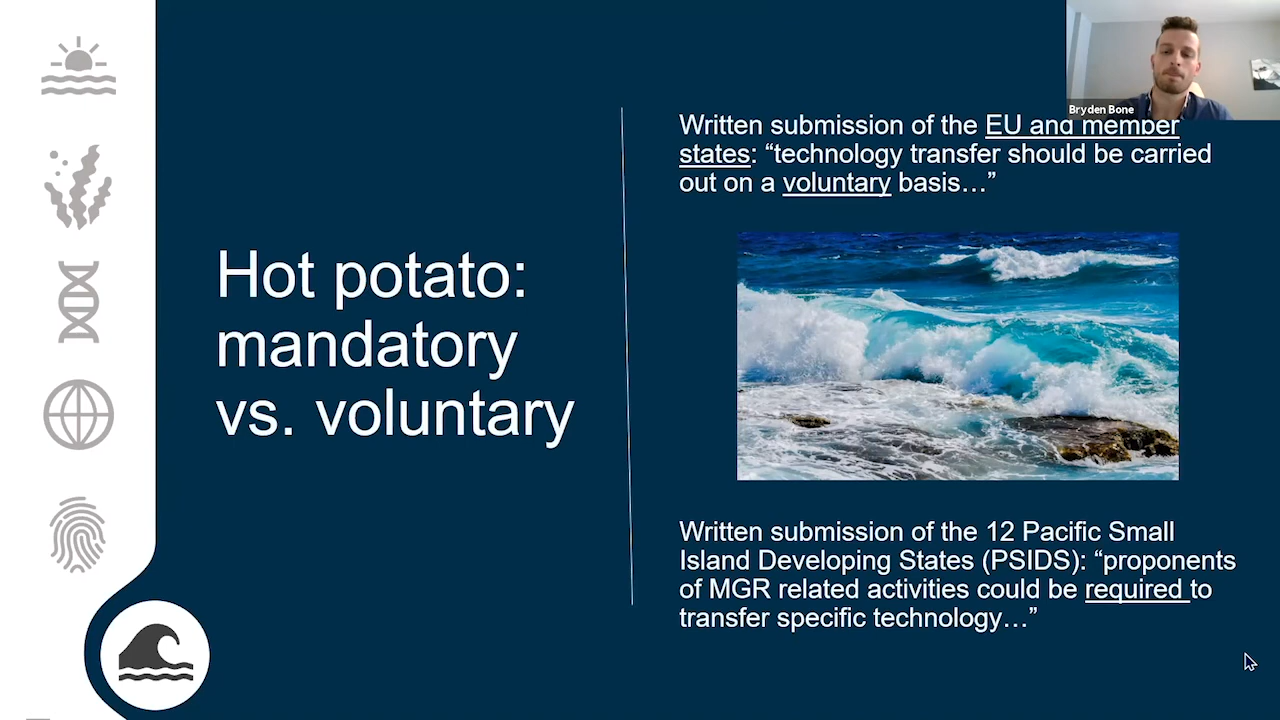 Bryden Bone
Hot potato:
mandatory
vs. voluntary
Written submission of the EU and member
states: “technology transfer should be carried
out on a voluntary basis…”
Written submission of the 12 Pacific Small
Island Developing States (PSIDS): “proponents
of MGR related activities could be required to
transfer specific technology…”